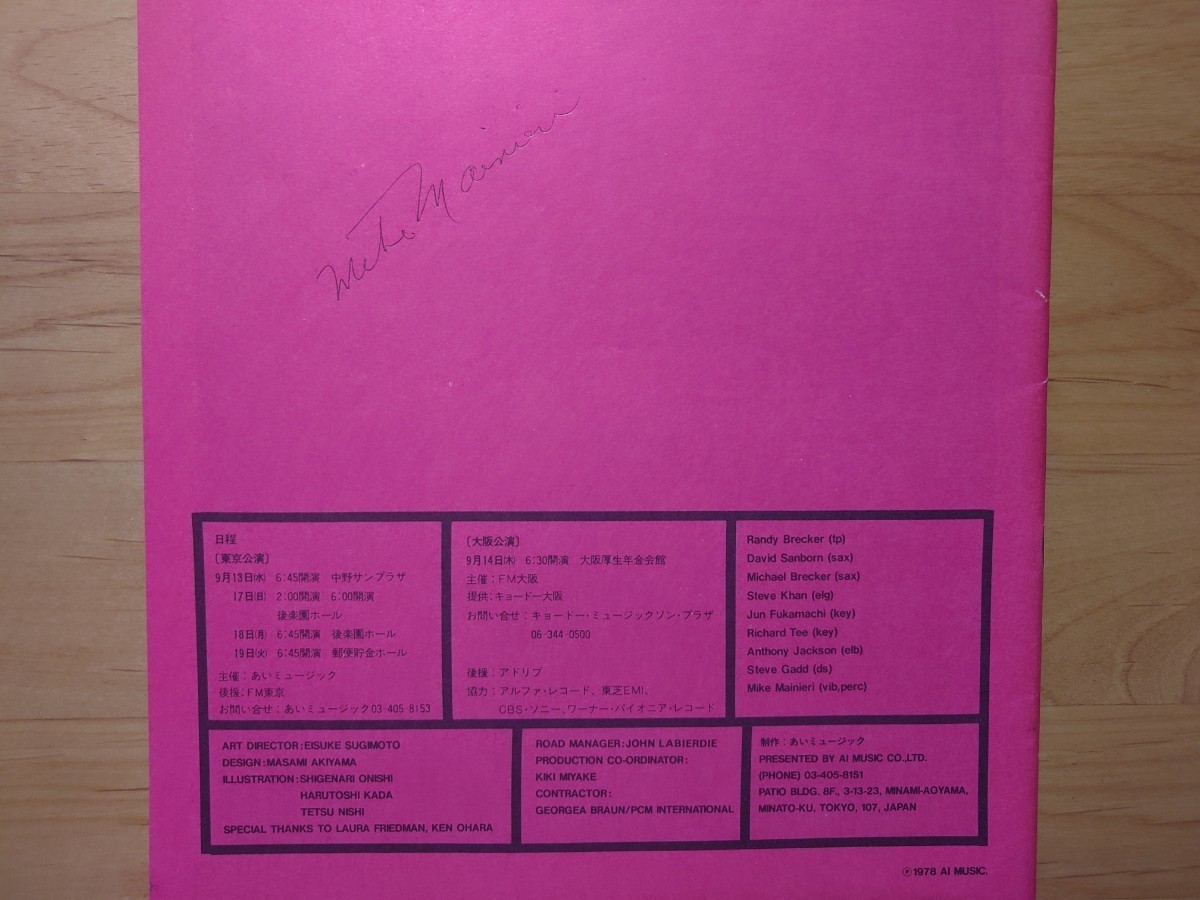 Mike Mainieri
日程
〔東京公演〕
9月13日㈬ 6:45開演 中野サンプラザ
17日㈰ 2:00開演 6:00開演
後楽園ホール
18日㈪ 6:45開演 後楽園ホール
19日㈫ 6:45開演 郵便貯金ホール
主催：あいミュージック
後援：FM東京
お問い合せ：あいミュージック03-405-8153
〔大阪公演〕
9月14日㈭ 6:30開演 大阪厚生年金会館
主催：FM大阪
提供：キョードー大阪
お問い合せ：キョードー・ミュージックソン・プラザ
06-344-0500
後援：アドリブ
協力：アルファ・レコード、東芝EMI、
CBS・ソニー、ワーナー・パイオニア・レコード
Randy Brecker (tp)
David Sanborn (sax)
Michael Brecker (sax)
Steve Khan (elg)
Jun Fukamachi (key)
Richard Tee (key)
Anthony Jackson (elb)
Steve Gadd (ds)
Mike Mainieri (vib,perc)
ART DIRECTOR:EISUKE SUGIMOTO
DESIGN:MASAMI AKIYAMA
ILLUSTRATION:SHIGENARI ONISHI
HARUTOSHI KADA
TETSU NISHI
SPECIAL THANKS TO LAURA FRIEDMAN, KEN OHARA
ROAD MANAGER:JOHN LABIERDIE
PRODUCTION CO-ORDINATOR:
KIKI MIYAKE
CONTRACTOR:
GEORGEA BRAUN/PCM INTERNATIONAL
制作：あいミュージック
PRESENTED BY AI MUSIC CO.,LTD.
(PHONE) 03-405-8151
PATIO BLDG. 8F., 3-13-23, MINAMI-AOYAMA,
MINATO-KU, TOKYO, 107, JAPAN
℗1978 AI MUSIC.